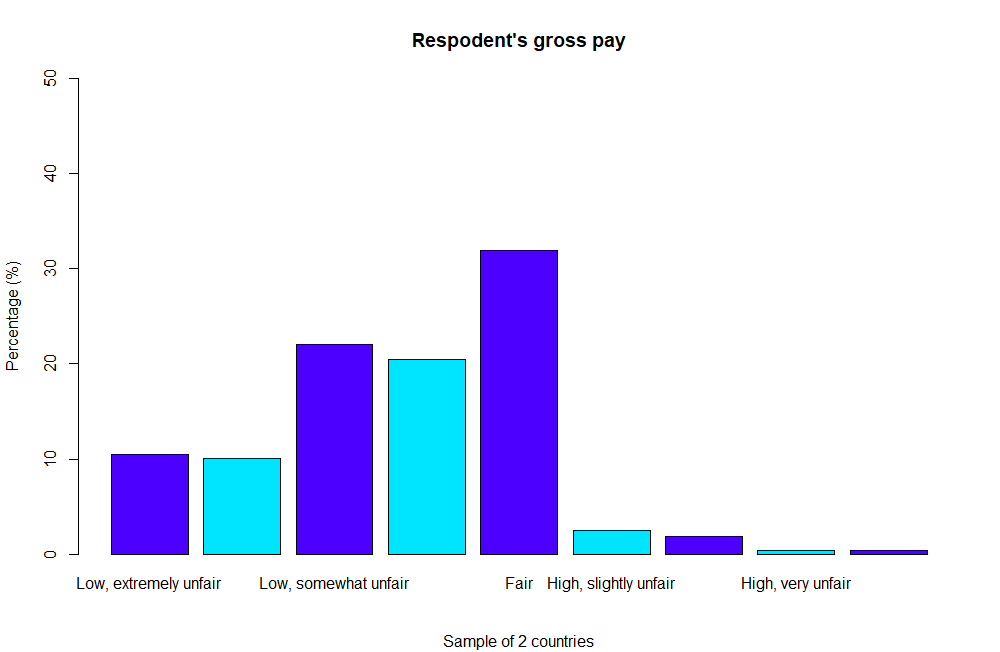 Respodent's gross pay
Percentage (%)
50
40
30
20
10
0
Low, extremely unfair
Low, somewhat unfair
Fair
High, slightly unfair
High, very unfair
Sample of 2 countries